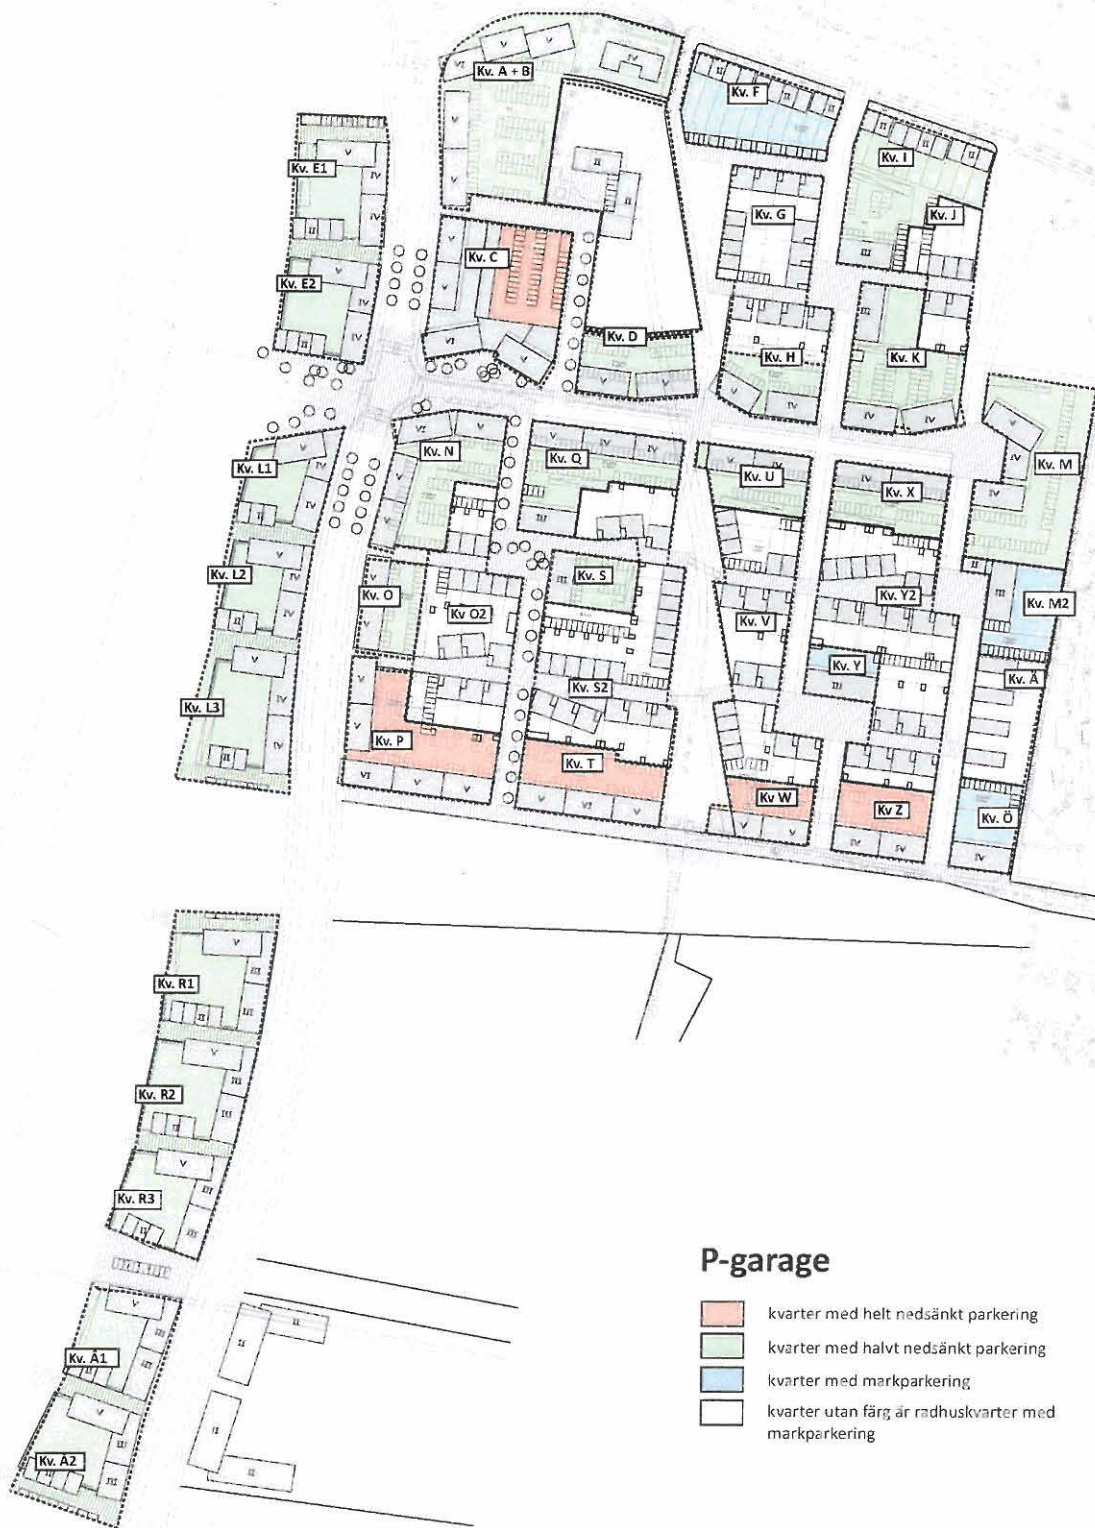 Kv. A + B
Kv. F
Kv. E1
Kv. I
Kv. G
Kv. J
Kv. C
Kv. E2
Kv. D
Kv. H
Kv. K
Kv. L1
Kv. N
Kv. Q
Kv. U
Kv. X
Kv. M
Kv. L2
Kv. O
Kv O2
Kv. S
Kv. V
Kv. Y2
Kv. M2
Kv. L3
Kv. S2
Kv. Y
Kv. Ä
Kv. P
Kv. T
Kv W
Kv Z
Kv. Ö
Kv. R1
Kv. R2
Kv. R3
Kv. Å1
Kv. Å2
P-garage
kvarter med helt nedsänkt parkering
kvarter med halvt nedsänkt parkering
kvarter med markparkering
kvarter utan färg är radhuskvarter med
markparkering